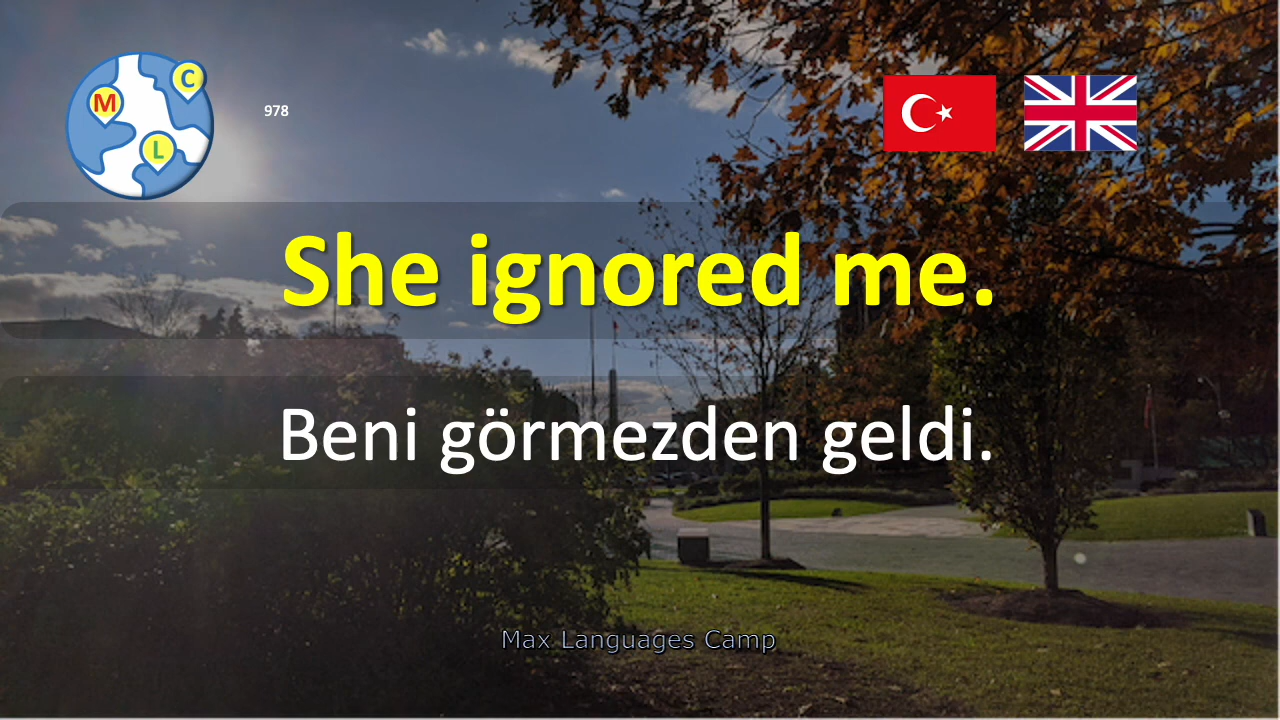 M
C
L
978
She ignored me.
Beni görmezden geldi.
Max Languages Camp